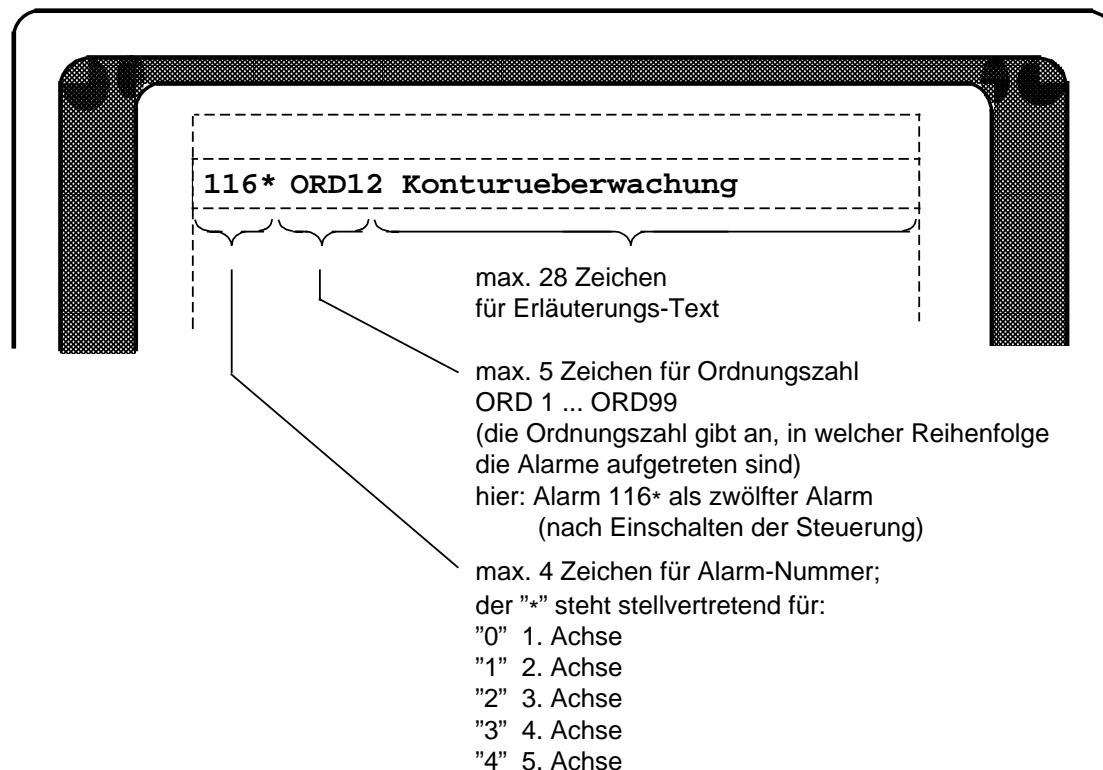 116* ORD12 Konturueberwachung
max. 28 Zeichen
für Erläuterungs-Text
max. 5 Zeichen für Ordnungszahl
ORD 1 ... ORD99
(die Ordnungszahl gibt an, in welcher Reihenfolge
die Alarme aufgetreten sind)
hier: Alarm 116* als zwölfter Alarm
(nach Einschalten der Steuerung)
max. 4 Zeichen für Alarm-Nummer;
der ”*” steht stellvertretend für:
”0” 1. Achse
”1” 2. Achse
”2” 3. Achse
”3” 4. Achse
”4” 5. Achse